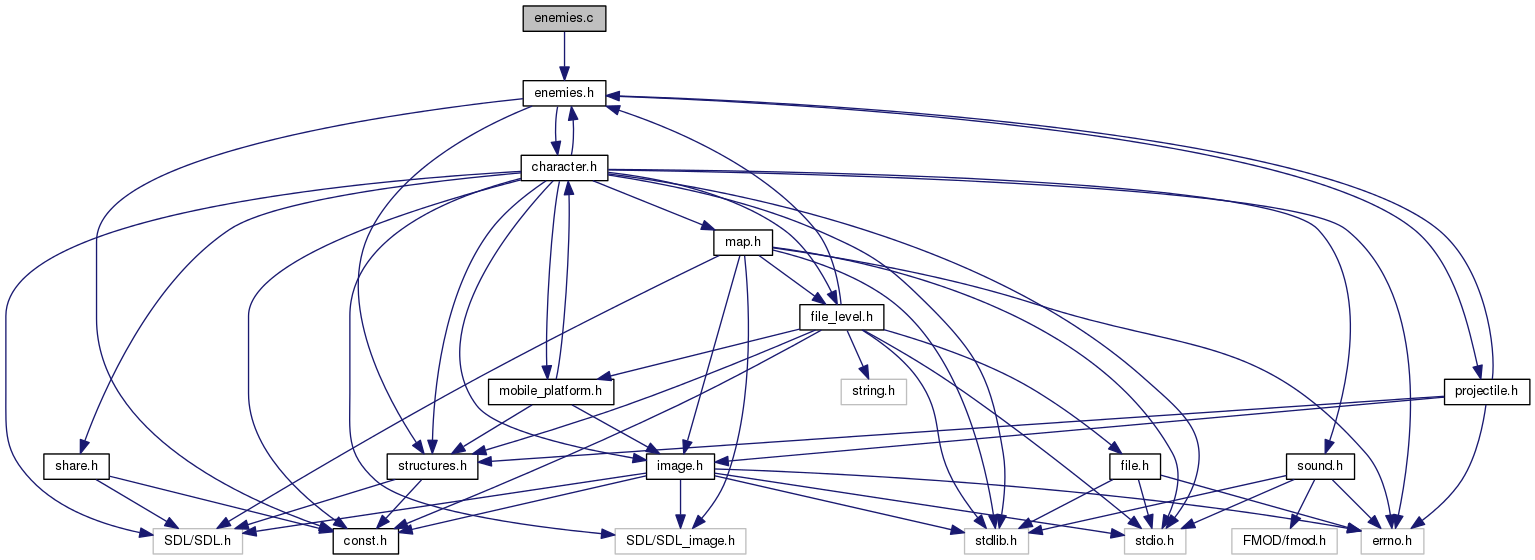 enemies.c
enemies.h
character.h
map.h
file_level.h
mobile_platform.h
string.h
projectile.h
share.h
structures.h
image.h
file.h
sound.h
SDL/SDL.h
const.h
SDL/SDL_image.h
stdlib.h
stdio.h
FMOD/fmod.h
errno.h